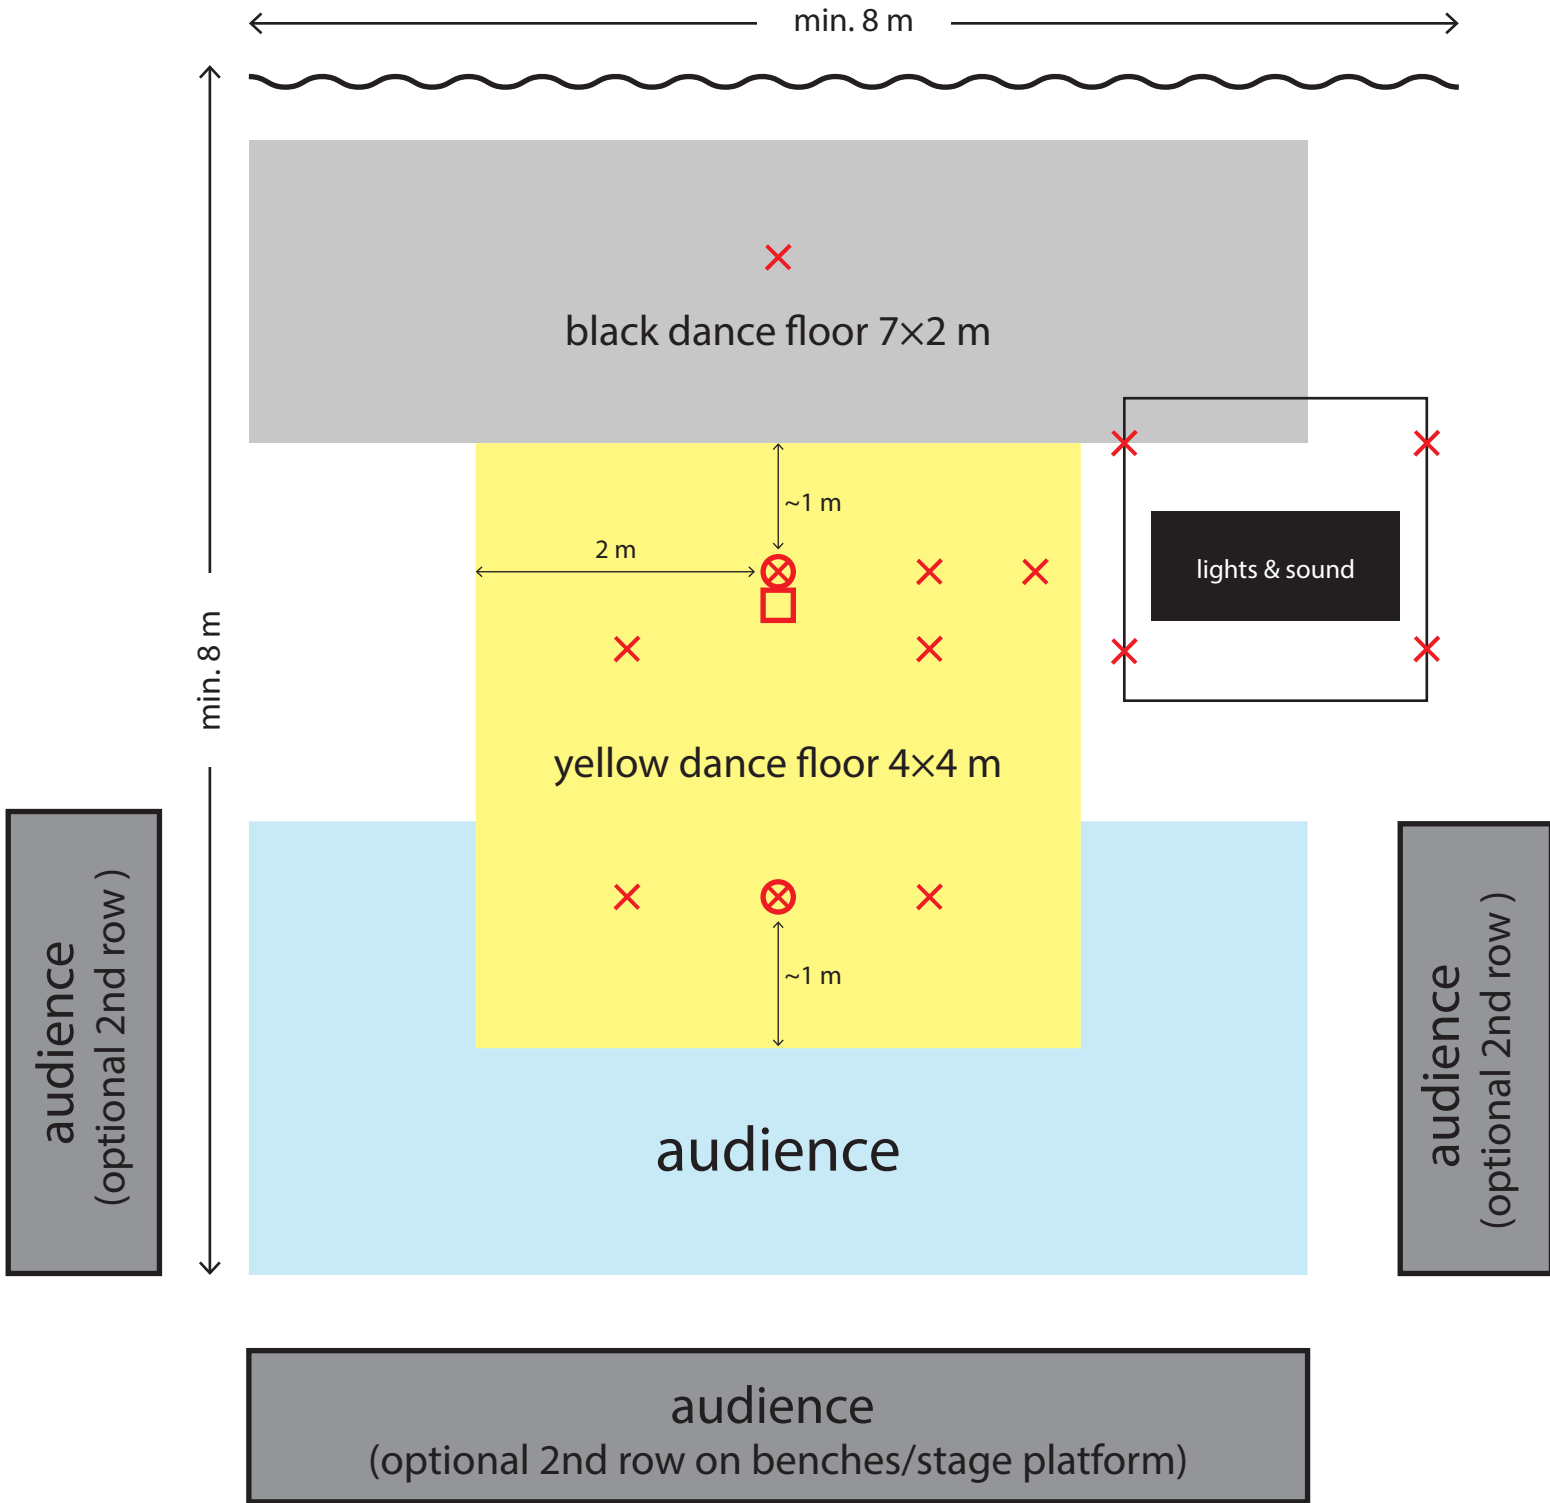 min. 8 m
black dance floor 7×2 m
~1 m
2 m
lights & sound
min. 8 m
yellow dance floor 4×4 m
~1 m
audience
(optional 2nd row )
audience
audience
(optional 2nd row )
audience
(optional 2nd row on benches/stage platform)